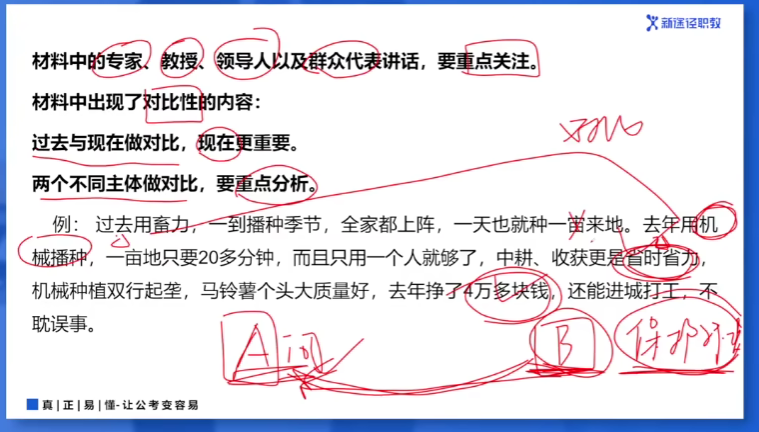 新途径职教
材料中的专家、教授、领导人以及群众代表讲话，要重点关注。
材料中出现了对比性的内容：
过去与现在做对比，现在更重要。
两个不同主体做对比，要重点分析。
例： 过去用畜力，一到播种季节，全家都上阵，一天也就种一亩来地。去年用机
械播种，一亩地只要20多分钟，而且只用一个人就够了，中耕、收获更是省时省力，
机械种植双行起垄，马铃薯个头大质量好，去年挣了4万多块钱，还能进城打工，不
耽误事。
A 问 B
真|正|易|懂-让公考变容易